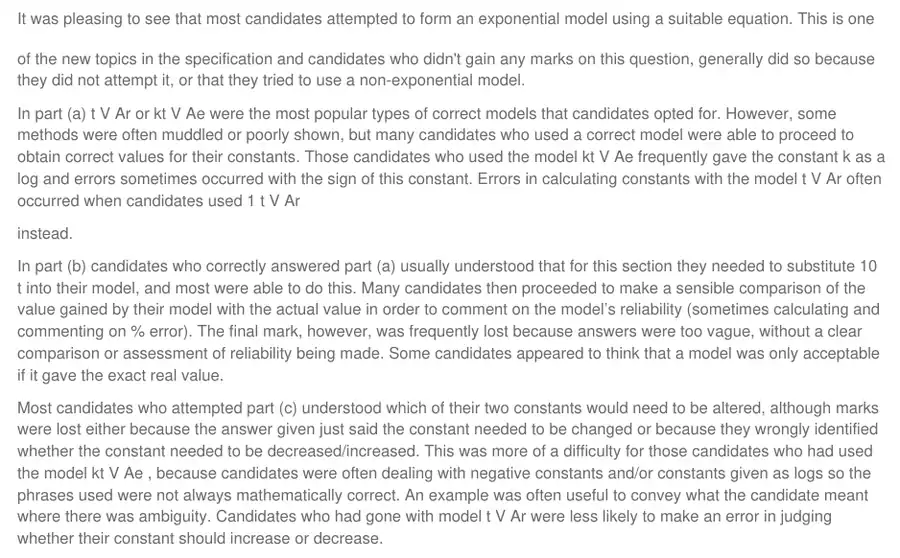 It was pleasing to see that most candidates attempted to form an exponential model using a suitable equation. This is one
of the new topics in the specification and candidates who didn't gain any marks on this question, generally did so because
they did not attempt it, or that they tried to use a non-exponential model.
In part (a) t V Ar or kt V Ae were the most popular types of correct models that candidates opted for. However, some
methods were often muddled or poorly shown, but many candidates who used a correct model were able to proceed to
obtain correct values for their constants. Those candidates who used the model kt V Ae frequently gave the constant k as a
log and errors sometimes occurred with the sign of this constant. Errors in calculating constants with the model t V Ar often
occurred when candidates used 1 t V Ar
instead.
In part (b) candidates who correctly answered part (a) usually understood that for this section they needed to substitute 10
t into their model, and most were able to do this. Many candidates then proceeded to make a sensible comparison of the
value gained by their model with the actual value in order to comment on the model’s reliability (sometimes calculating and
commenting on % error). The final mark, however, was frequently lost because answers were too vague, without a clear
comparison or assessment of reliability being made. Some candidates appeared to think that a model was only acceptable
if it gave the exact real value.
Most candidates who attempted part (c) understood which of their two constants would need to be altered, although marks
were lost either because the answer given just said the constant needed to be changed or because they wrongly identified
whether the constant needed to be decreased/increased. This was more of a difficulty for those candidates who had used
the model kt V Ae , because candidates were often dealing with negative constants and/or constants given as logs so the
phrases used were not always mathematically correct. An example was often useful to convey what the candidate meant
where there was ambiguity. Candidates who had gone with model t V Ar were less likely to make an error in judging
whether their constant should increase or decrease.